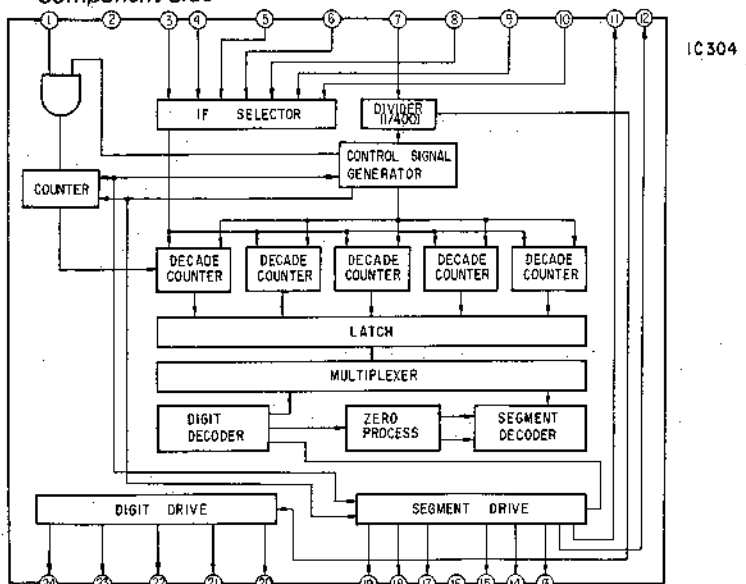 Component Side
1 2 3 4 5 6 7 8 9 10 11 12
IC304
IF SELECTOR
DIVIDER
(1/400)
CONTROL SIGNAL
GENERATOR
COUNTER
DECADE
COUNTER
DECADE
COUNTER
DECADE
COUNTER
DECADE
COUNTER
DECADE
COUNTER
LATCH
MULTIPLEXER
DIGIT
DECODER
ZERO
PROCESS
SEGMENT
DECODER
DIGIT DRIVE
SEGMENT DRIVE
24 23 22 21 20 19 18 17 16 15 14 13